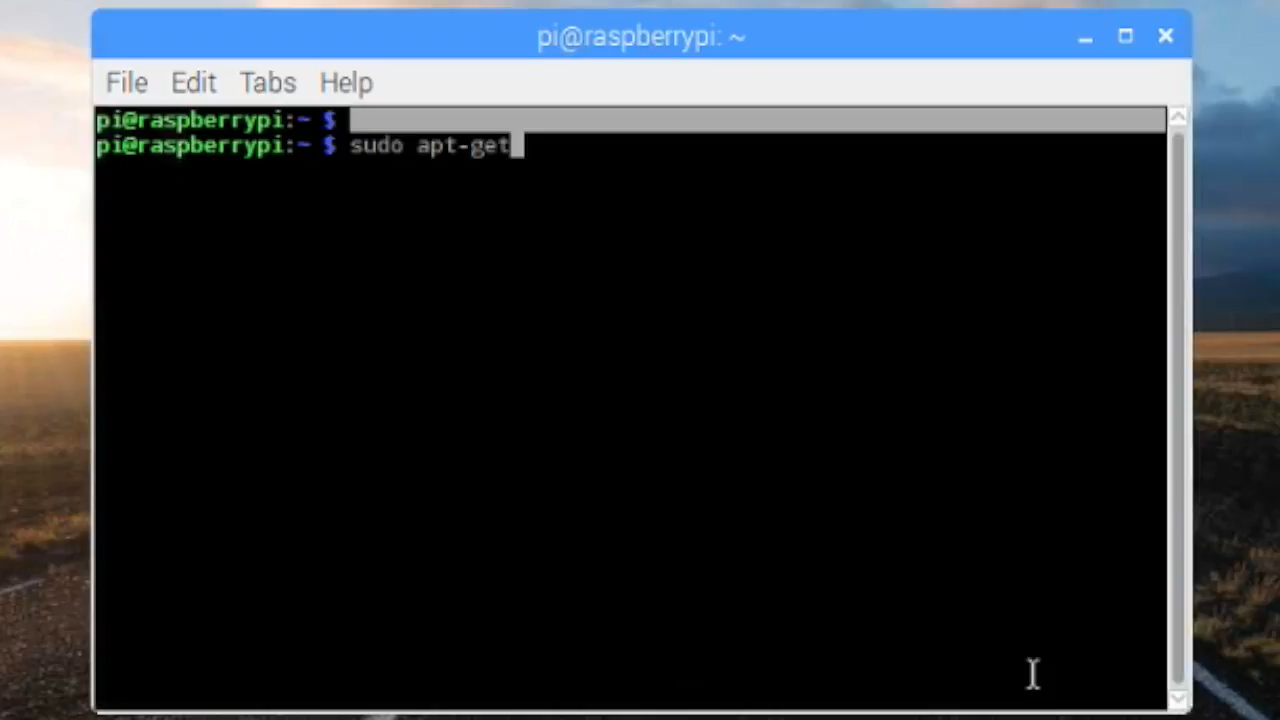 pi@raspberrypi: ~
File Edit Tabs Help
pi@raspberrypi:~ $
pi@raspberrypi:~ $ sudo apt-get